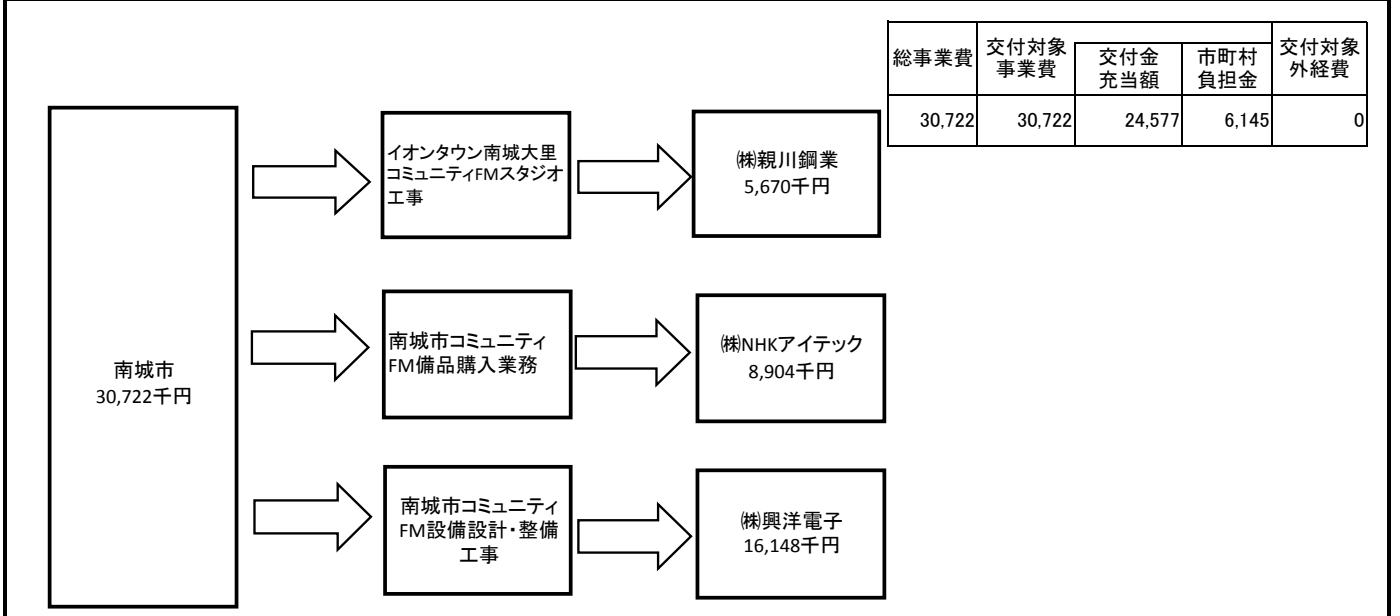 総事業費
交付対象
事業費
交付金
充当額
市町村
負担金
交付対象
外経費
30,722
30,722
24,577
6,145
0
南城市
30,722千円
イオンタウン南城大里
コミュニティFMスタジオ
工事
㈱親川鋼業
5,670千円
南城市コミュニティ
FM備品購入業務
㈱NHKアイテック
8,904千円
南城市コミュニティ
FM設備設計・整備
工事
㈱興洋電子
16,148千円